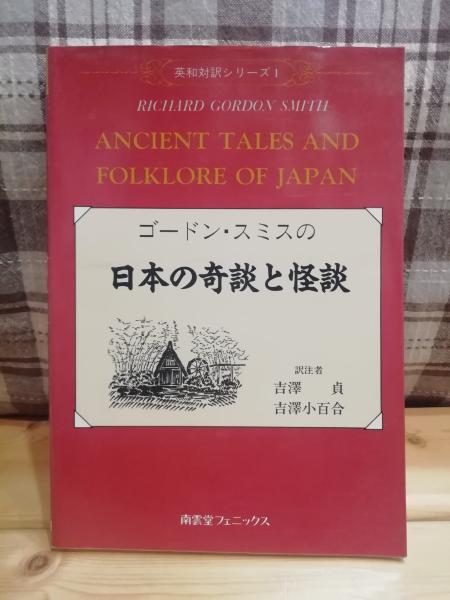 英和対訳シリーズ1
RICHARD GORDON SMITH
ANCIENT TALES AND
FOLKLORE OF JAPAN
ゴードン・スミスの
日本の奇談と怪談
訳注者
吉澤 貞
吉澤小百合
南雲堂フェニックス